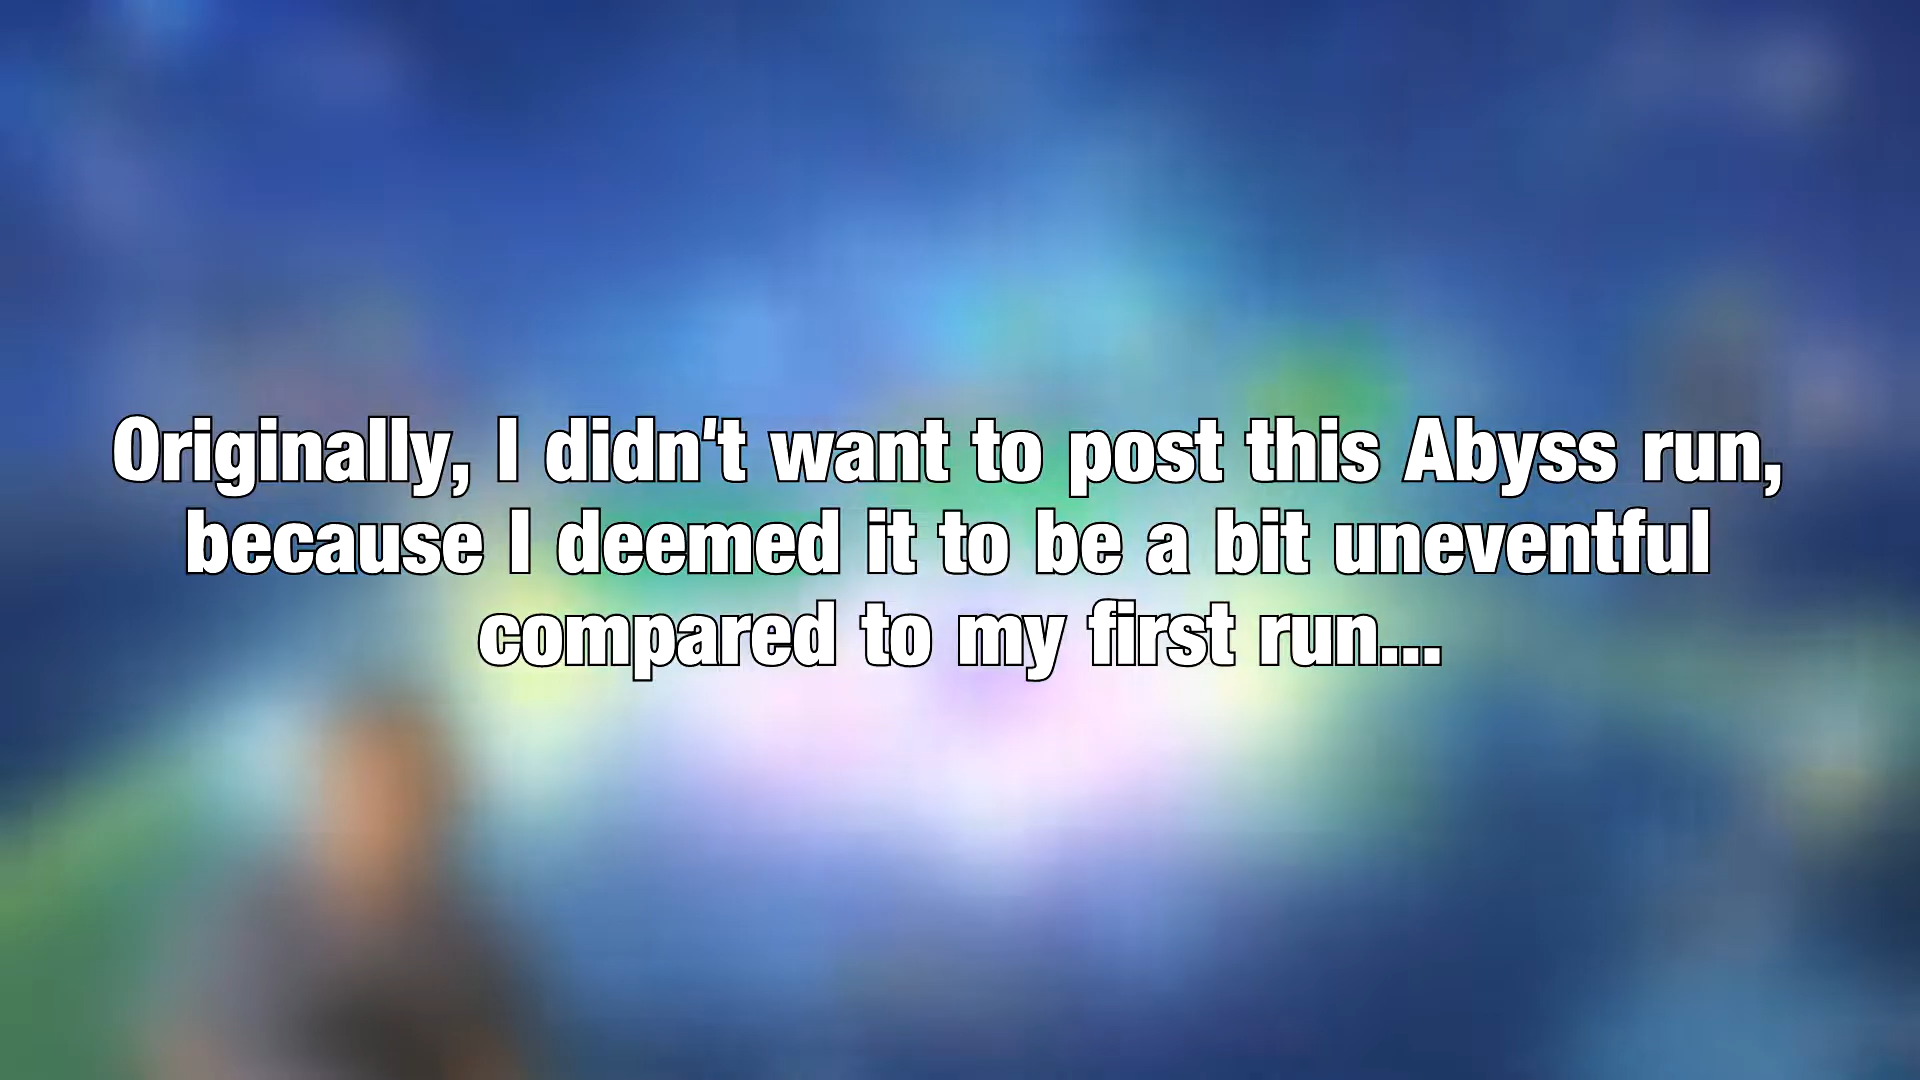 Originally, I didn't want to post this Abyss run,
because I deemed it to be a bit uneventful
compared to my first run...